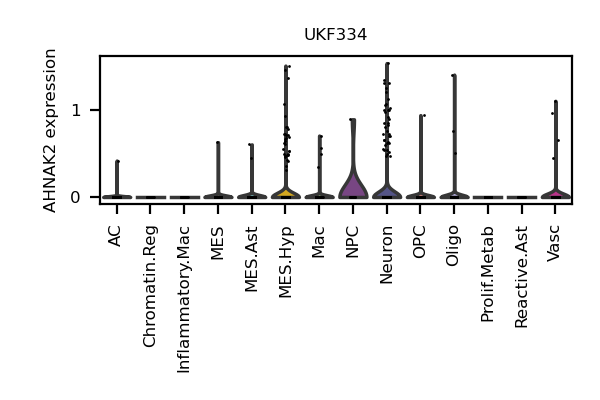 UKF334
AHNAK2 expression
1
0
AC
Chromatin.Reg
Inflammatory.Mac
MES
MES.Ast
MES.Hyp
Mac
NPC
Neuron
OPC
Oligo
Prolif.Metab
Reactive.Ast
Vasc